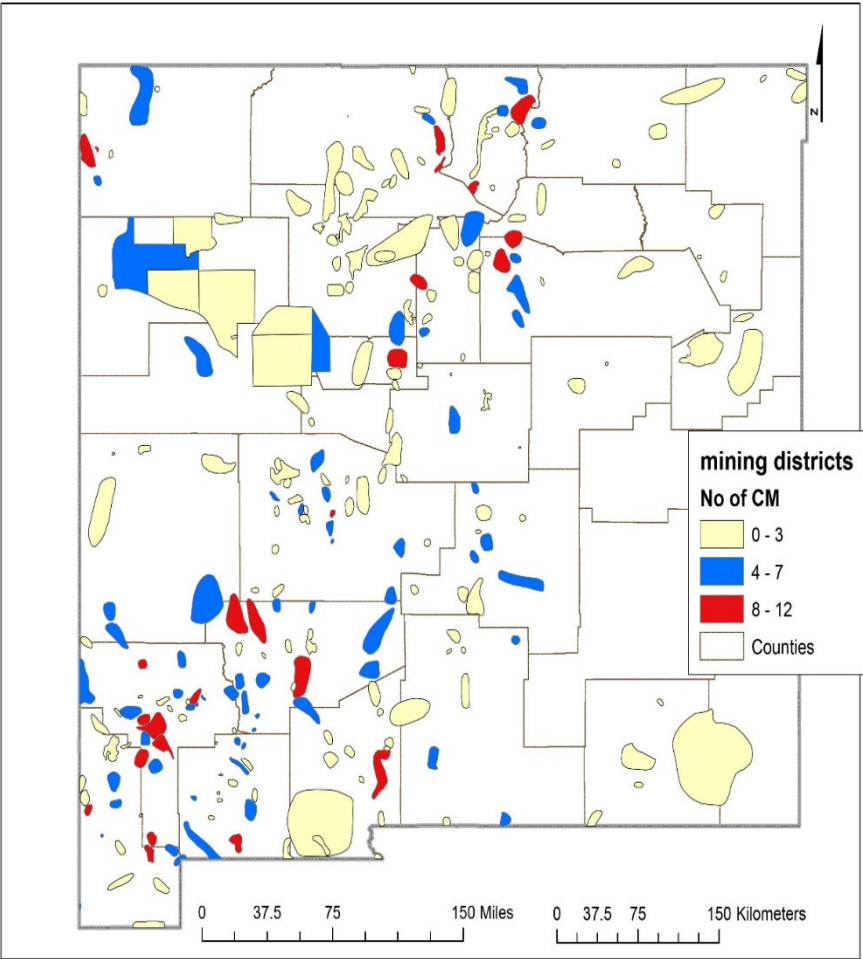 N
mining districts
No of CM
0 - 3
4 - 7
8 - 12
Counties
0 37.5 75 150 Miles
0 37.5 75 150 Kilometers